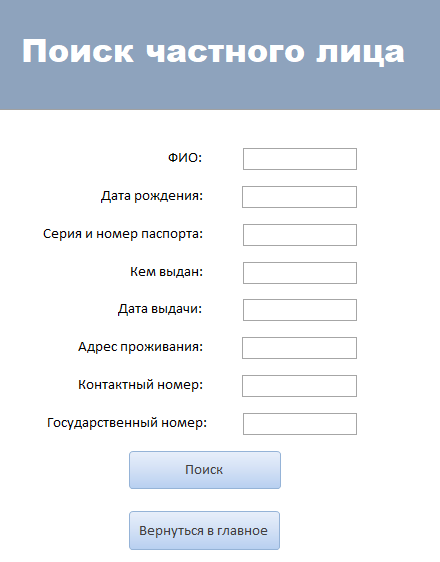 Поиск частного лица
ФИО:
Дата рождения:
Серия и номер паспорта:
Кем выдан:
Дата выдачи:
Адрес проживания:
Контактный номер:
Государственный номер:
Поиск
Вернуться в главное